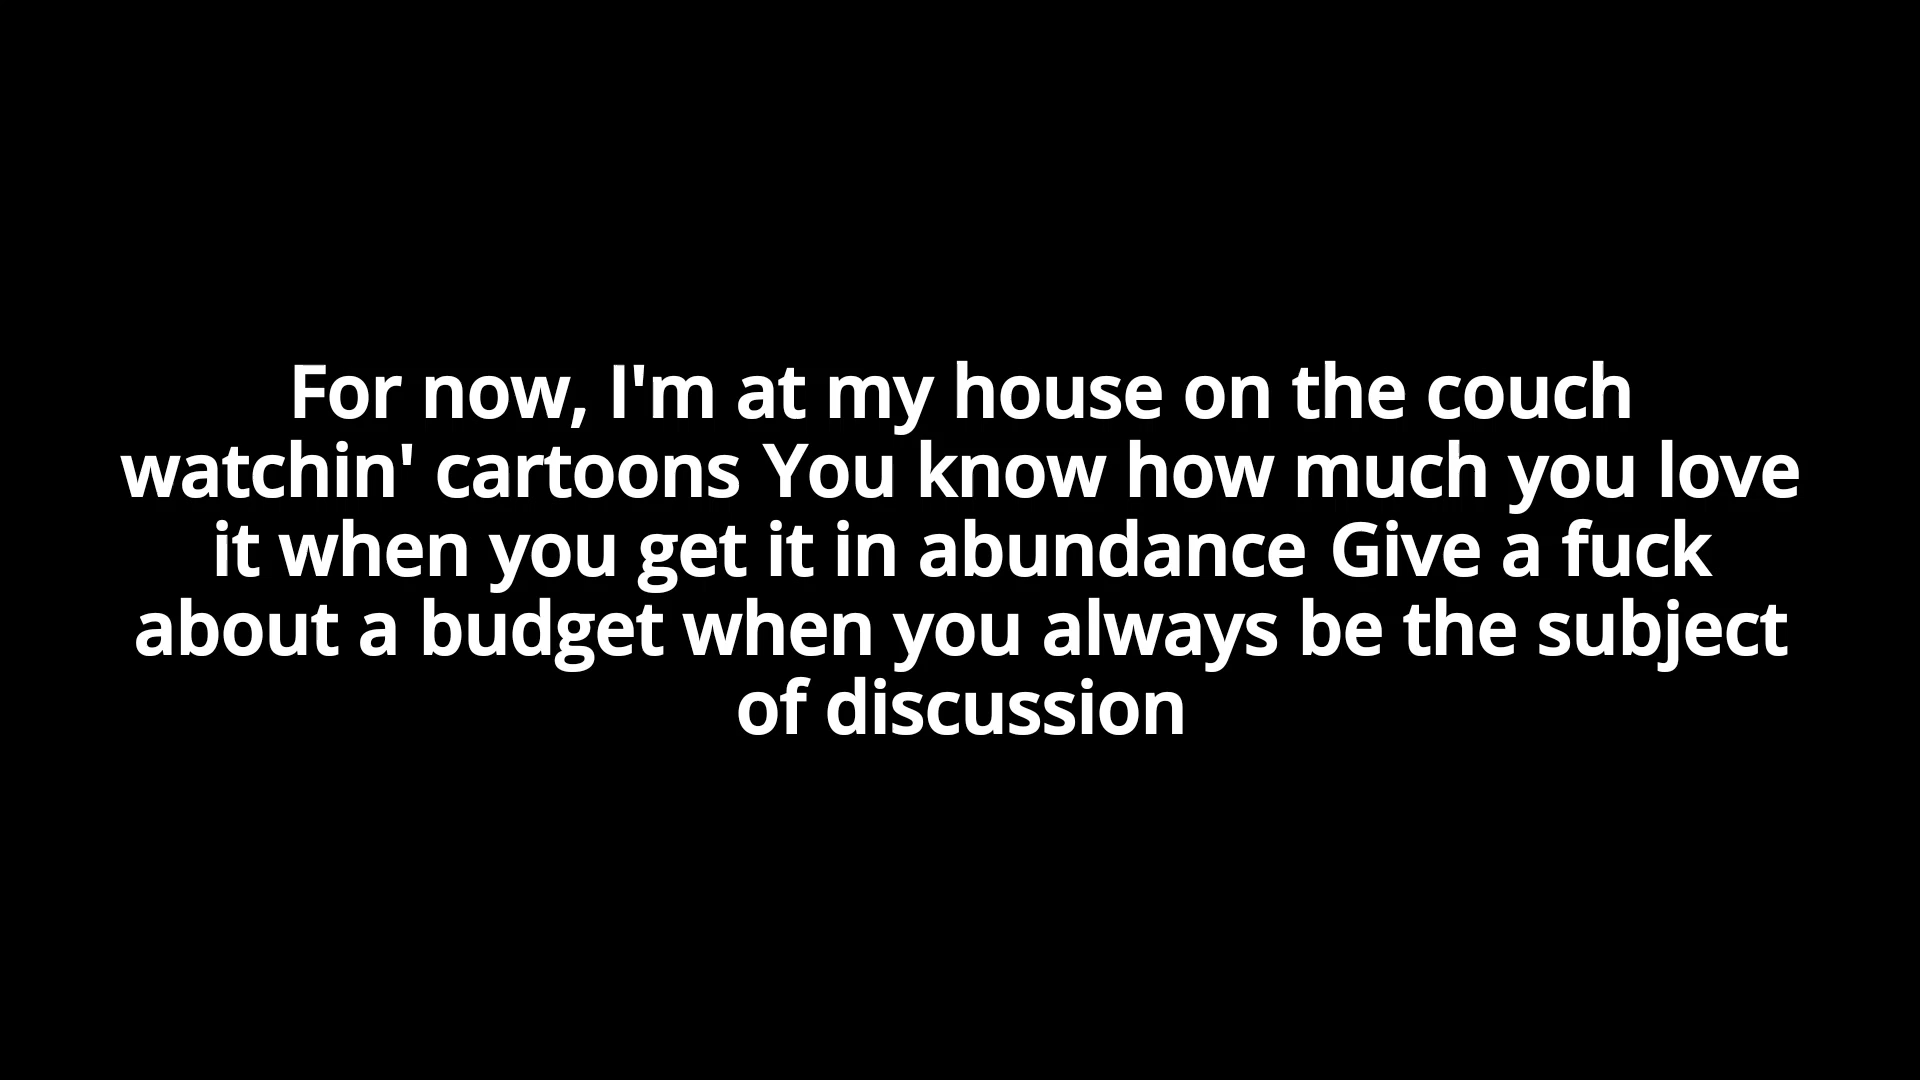 For now, I'm at my house on the couch
watchin' cartoons You know how much you love
it when you get it in abundance Give a fuck
about a budget when you always be the subject
of discussion